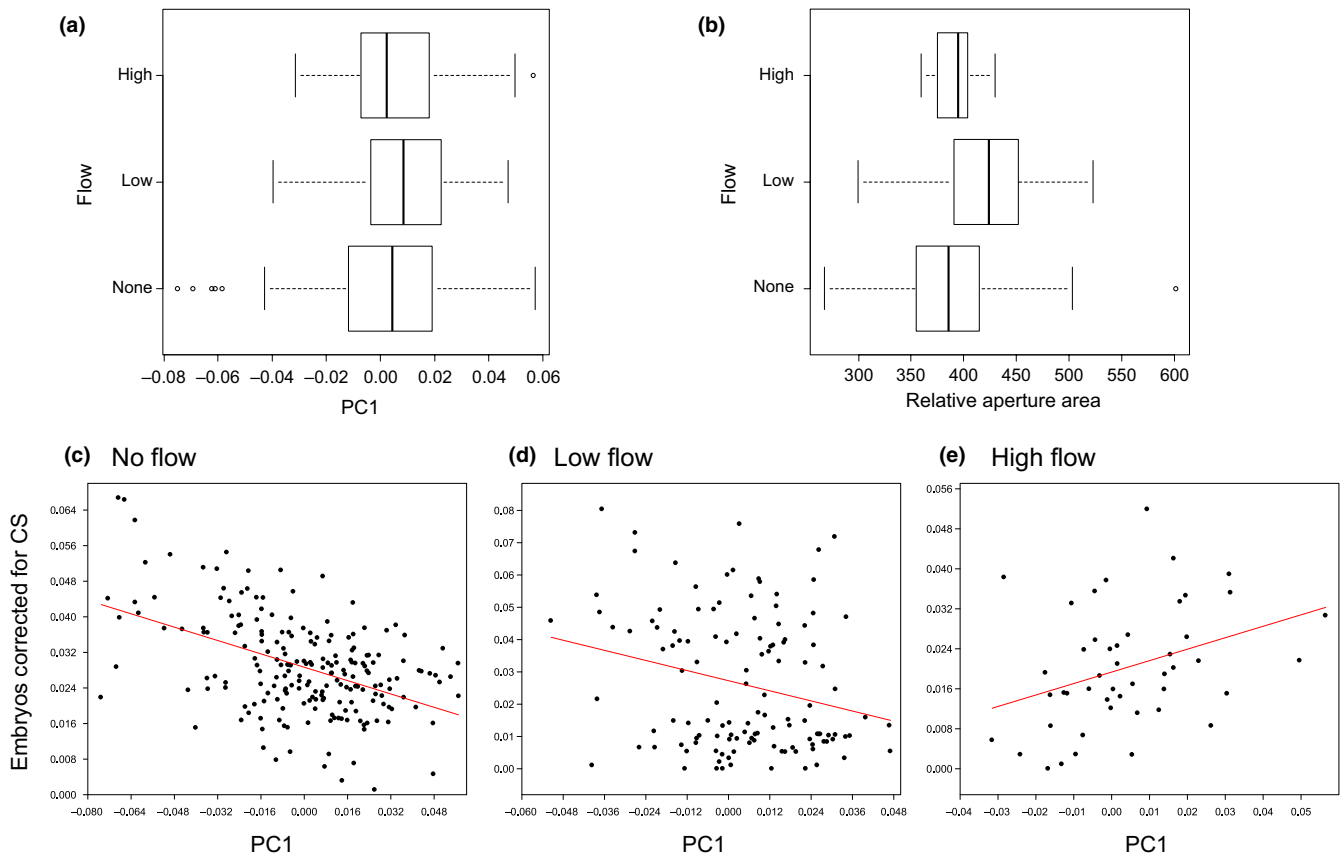 (a)
High
Low
None
Flow
−0.08 −0.06 −0.04 −0.02 0.00 0.02 0.04 0.06
PC1
(b)
High
Low
None
Flow
300 350 400 450 500 550 600
Relative aperture area
(c) No flow
Embryos corrected for CS
0.064
0.056
0.048
0.040
0.032
0.024
0.016
0.008
0.000
−0.080 −0.064 −0.048 −0.032 −0.016 0.000 0.016 0.032 0.048
PC1
(d) Low flow
0.08
0.07
0.06
0.05
0.04
0.03
0.02
0.01
0.00
−0.060 −0.048 −0.036 −0.024 −0.012 0.000 0.012 0.024 0.036 0.048
PC1
(e) High flow
0.056
0.048
0.040
0.032
0.024
0.016
0.008
0.000
−0.04 −0.03 −0.02 −0.01 0.00 0.01 0.02 0.03 0.04 0.05
PC1